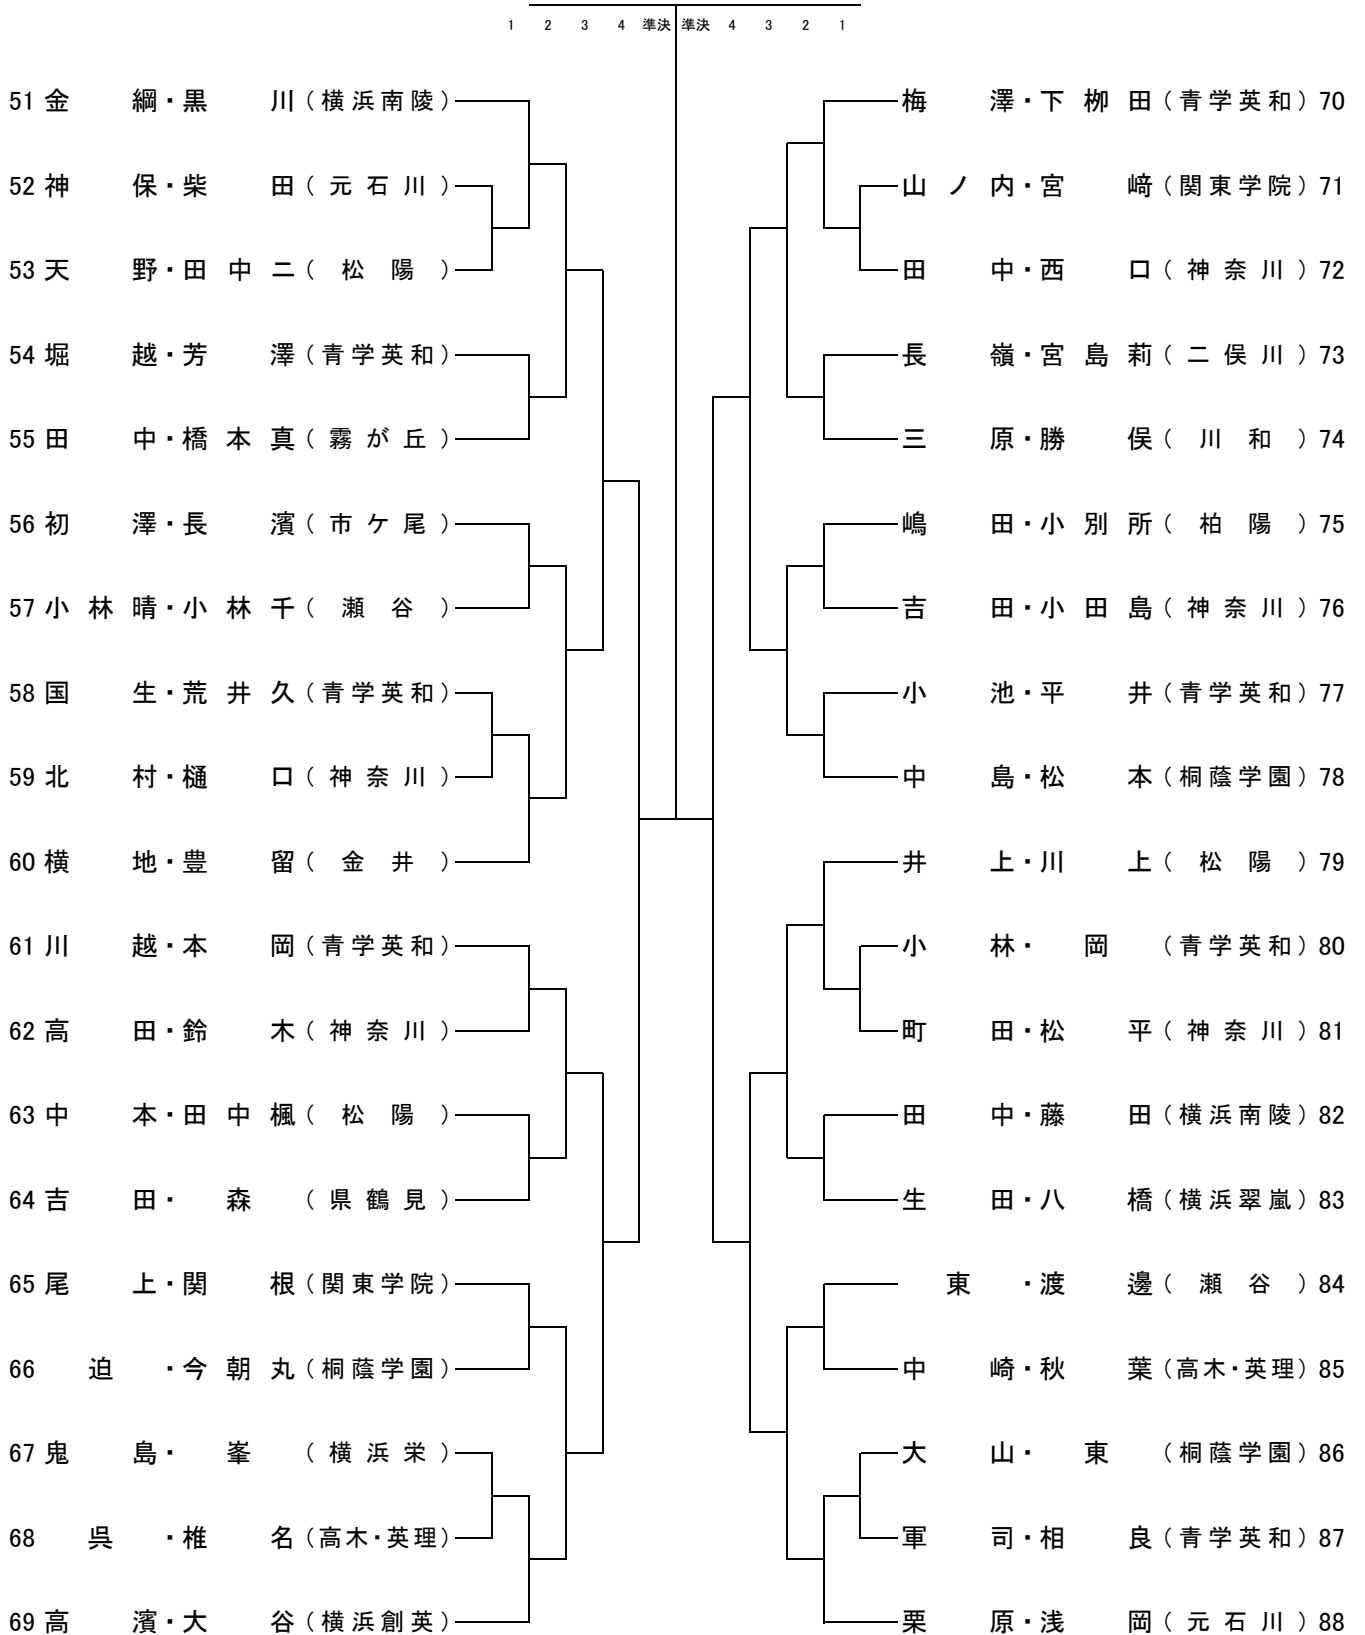 1 2 3 4 準決 準決 4 3 2 1
51 金綱・黒川（横浜南陵） 梅澤・下栁田（青学英和）70
52 神保・柴田（元石川） 山ノ内・宮﨑（関東学院）71
53 天野・田中二（松陽） 田中・西口（神奈川）72
54 堀越・芳澤（青学英和） 長嶺・宮島莉（二俣川）73
55 田中・橋本真（霧が丘） 三原・勝俣（川和）74
56 初澤・長濱（市ケ尾） 嶋田・小別所（柏陽）75
57 小林晴・小林千（瀬谷） 吉田・小田島（神奈川）76
58 国生・荒井久（青学英和） 小池・平井（青学英和）77
59 北村・樋口（神奈川） 中島・松本（桐蔭学園）78
60 横地・豊留（金井） 井上・川上（松陽）79
61 川越・本岡（青学英和） 小林・岡（青学英和）80
62 高田・鈴木（神奈川） 町田・松平（神奈川）81
63 中本・田中楓（松陽） 田中・藤田（横浜南陵）82
64 吉田・森（県鶴見） 生田・八橋（横浜翠嵐）83
65 尾上・関根（関東学院） 東・渡邊（瀬谷）84
66 迫・今朝丸（桐蔭学園） 中崎・秋葉（高木・英理）85
67 鬼島・峯（横浜栄） 大山・東（桐蔭学園）86
68 呉・椎名（高木・英理） 軍司・相良（青学英和）87
69 高濱・大谷（横浜創英） 栗原・浅岡（元石川）88